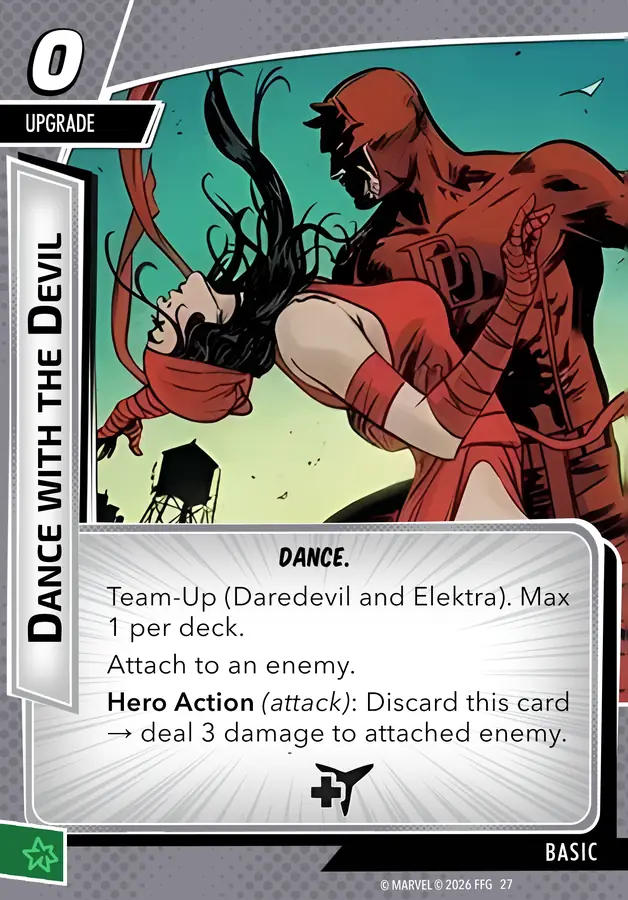 0
UPGRADE
DANCE WITH THE DEVIL
DD
DANCE.
Team-Up (Daredevil and Elektra). Max
1 per deck.
Attach to an enemy.
Hero Action (attack): Discard this card
→ deal 3 damage to attached enemy.
BASIC
© MARVEL © 2026 FFG 27